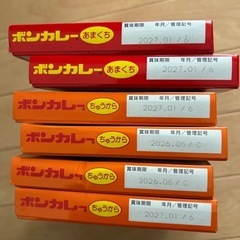 ボンカレー あまくち
賞味期限 年月/管理記号
2027.01/6
ボンカレー あまくち
賞味期限 年月/管理記号
2027.01/6
ボンカレー ちゅうから
賞味期限 年月/管理記号
2027.01/6
ボンカレー ちゅうから
賞味期限 年月/管理記号
2026.05/C
ボンカレー ちゅうから
賞味期限 年月/管理記号
2026.05/C
ボンカレー ちゅうから
賞味期限 年月/管理記号
2027.01/6